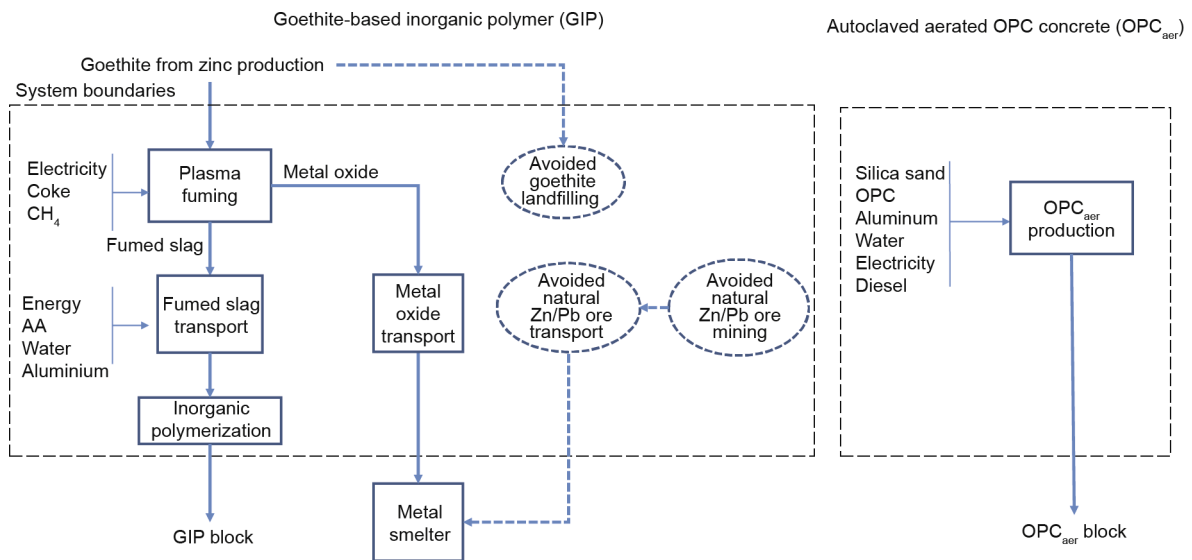 Goethite-based inorganic polymer (GIP)
Autoclaved aerated OPC concrete (OPCaer)
Goethite from zinc production
System boundaries
Electricity
Coke
CH4
Plasma
fuming
Metal oxide
Avoided
goethite
landfilling
Fumed slag
Energy
AA
Water
Aluminium
Fumed slag
transport
Metal
oxide
transport
Avoided
natural
Zn/Pb ore
transport
Avoided
natural
Zn/Pb ore
mining
Inorganic
polymerization
GIP block
Metal
smelter
Silica sand
OPC
Aluminum
Water
Electricity
Diesel
OPCaer
production
OPCaer block